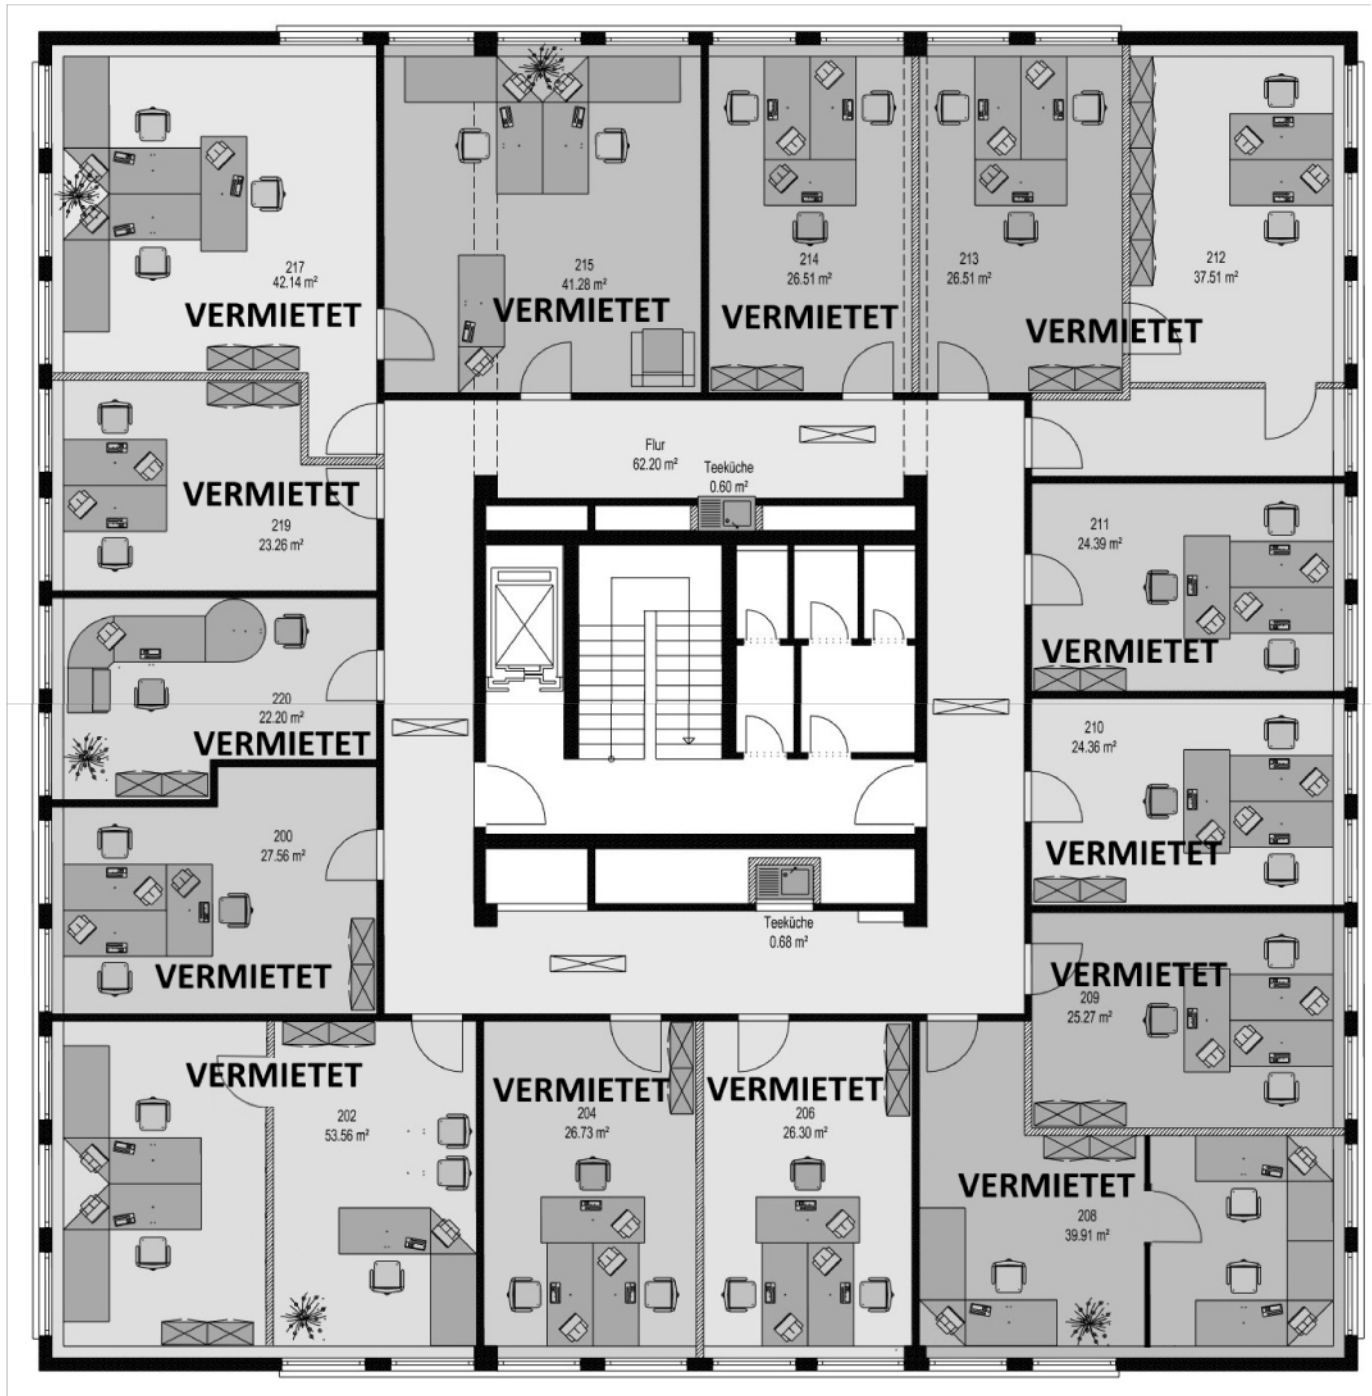 217
42.14 m²
VERMIETET
215
41.28 m²
VERMIETET
214
26.51 m²
VERMIETET
213
26.51 m²
VERMIETET
212
37.51 m²
Flur
62.20 m²
Teeküche
0.60 m²
VERMIETET
219
23.26 m²
211
24.39 m²
VERMIETET
220
22.20 m²
VERMIETET
210
24.36 m²
VERMIETET
200
27.56 m²
VERMIETET
Teeküche
0.68 m²
VERMIETET
209
25.27 m²
VERMIETET
202
53.56 m²
VERMIETET
204
26.73 m²
VERMIETET
206
26.30 m²
VERMIETET
208
39.91 m²